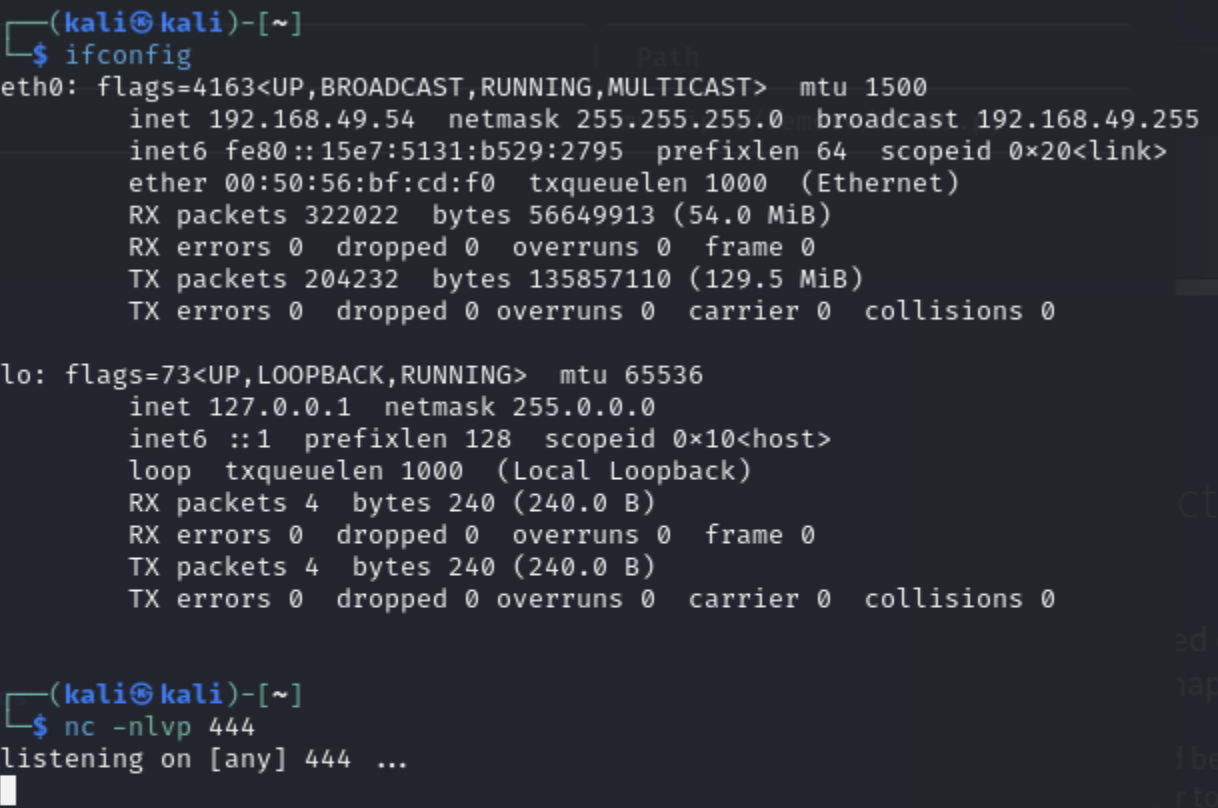 ┌──(kali㉿kali)-[~]
└─$ ifconfig
Path
eth0: flags=4163<UP,BROADCAST,RUNNING,MULTICAST>  mtu 1500
        inet 192.168.49.54  netmask 255.255.255.0  broadcast 192.168.49.255
        inet6 fe80::15e7:5131:b529:2795  prefixlen 64  scopeid 0×20<link>
        ether 00:50:56:bf:cd:f0  txqueuelen 1000  (Ethernet)
        RX packets 322022  bytes 56649913 (54.0 MiB)
        RX errors 0  dropped 0  overruns 0  frame 0
        TX packets 204232  bytes 135857110 (129.5 MiB)
        TX errors 0  dropped 0 overruns 0  carrier 0  collisions 0
lo: flags=73<UP,LOOPBACK,RUNNING>  mtu 65536
        inet 127.0.0.1  netmask 255.0.0.0
        inet6 ::1  prefixlen 128  scopeid 0×10<host>
        loop  txqueuelen 1000  (Local Loopback)
        RX packets 4  bytes 240 (240.0 B)
        RX errors 0  dropped 0  overruns 0  frame 0
        TX packets 4  bytes 240 (240.0 B)
        TX errors 0  dropped 0 overruns 0  carrier 0  collisions 0
┌──(kali㉿kali)-[~]
└─$ nc -nlvp 444
listening on [any] 444 ...